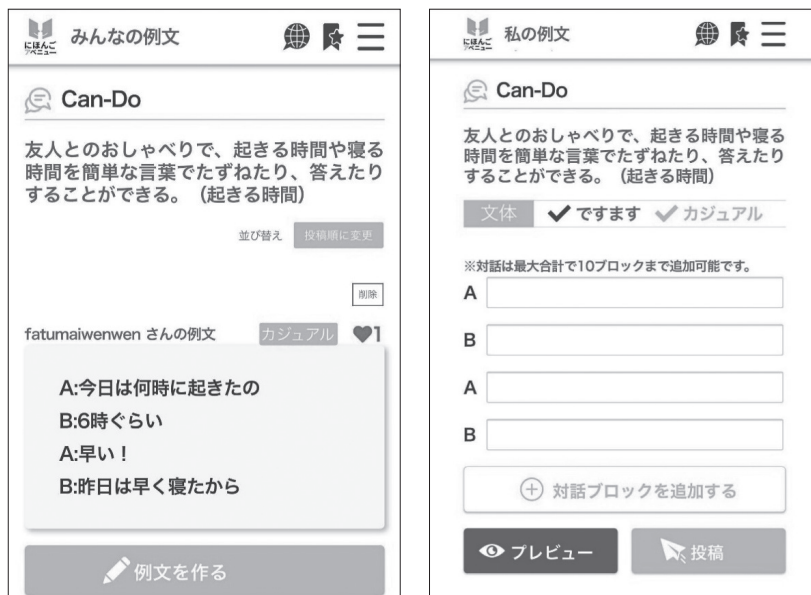 にほんご
アベニュー
みんなの例文
Can-Do
友人とのおしゃべりで、起きる時間や寝る
時間を簡単な言葉でたずねたり、答えたり
することができる。（起きる時間）
並び替え 投稿順に変更
削除
fatumaiwenwen さんの例文 カジュアル ♥1
A:今日は何時に起きたの
B:6時ぐらい
A:早い！
B:昨日は早く寝たから
例文を作る
にほんご
アベニュー
私の例文
Can-Do
友人とのおしゃべりで、起きる時間や寝る
時間を簡単な言葉でたずねたり、答えたり
することができる。（起きる時間）
文体 ✔ですます ✔カジュアル
※対話は最大合計で10ブロックまで追加可能です。
A
B
A
B
対話ブロックを追加する
プレビュー 投稿